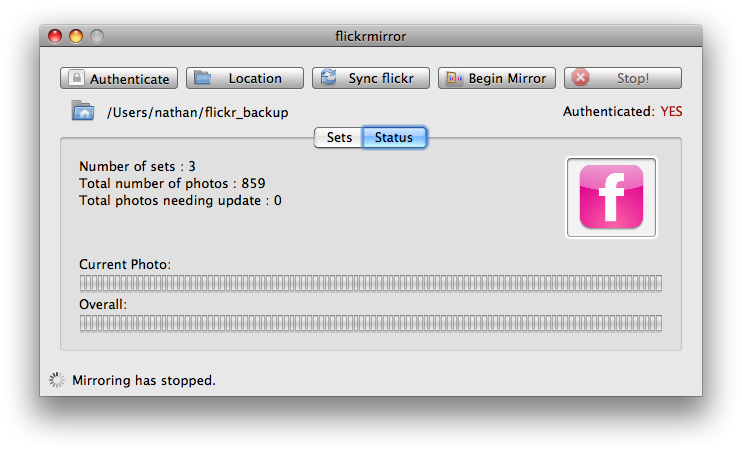 flickrmirror
Authenticate Location Sync flickr Begin Mirror Stop!
/Users/nathan/flickr_backup Authenticated: YES
Sets Status
Number of sets : 3
Total number of photos : 859
Total photos needing update : 0
f
Current Photo:
Overall:
Mirroring has stopped.